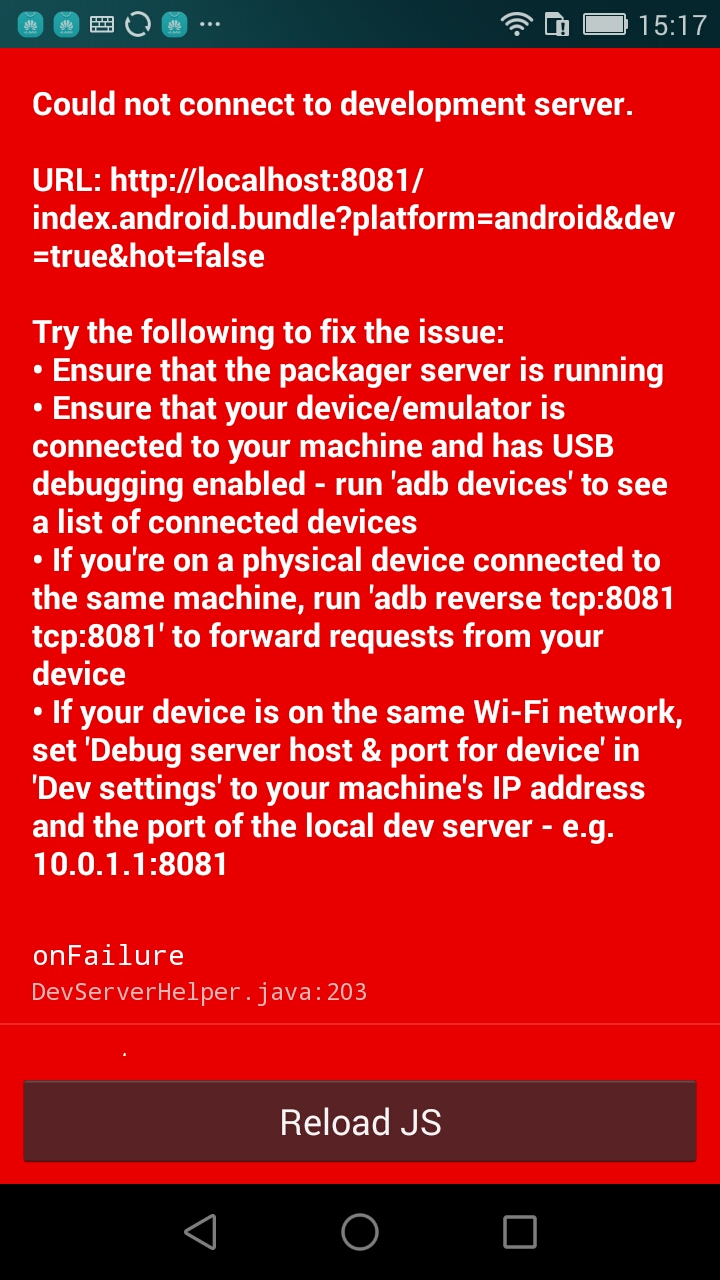 15:17
Could not connect to development server.
URL: http://localhost:8081/
index.android.bundle?platform=android&dev
=true&hot=false
Try the following to fix the issue:
• Ensure that the packager server is running
• Ensure that your device/emulator is
connected to your machine and has USB
debugging enabled - run 'adb devices' to see
a list of connected devices
• If you're on a physical device connected to
the same machine, run 'adb reverse tcp:8081
tcp:8081' to forward requests from your
device
• If your device is on the same Wi-Fi network,
set 'Debug server host & port for device' in
'Dev settings' to your machine's IP address
and the port of the local dev server - e.g.
10.0.1.1:8081
onFailure
DevServerHelper.java:203
Reload JS